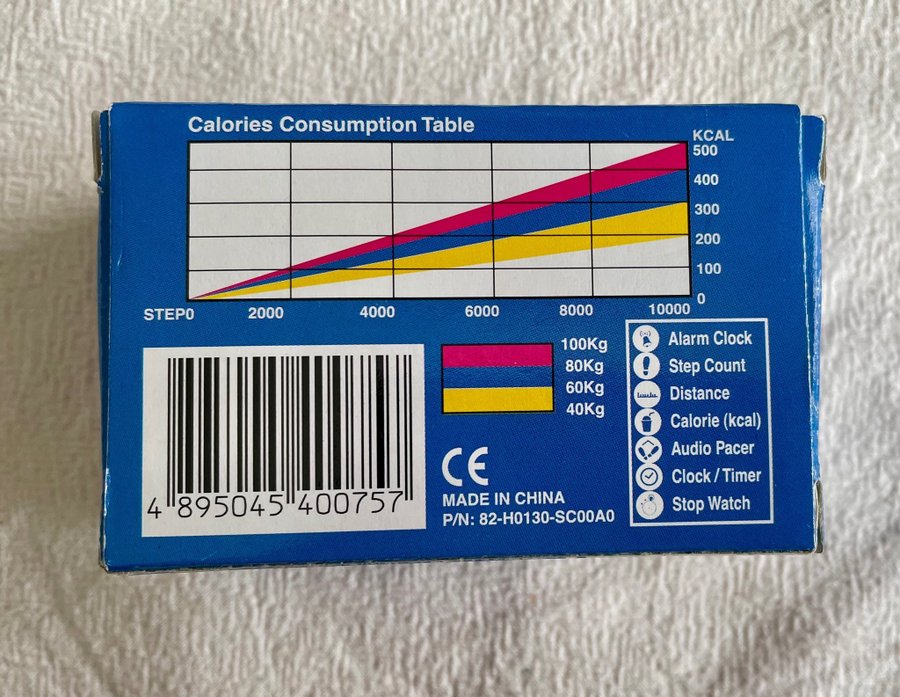 Calories Consumption Table
KCAL
500
400
300
200
100
0
STEP0 2000 4000 6000 8000 10000
100Kg
80Kg
60Kg
40Kg
Alarm Clock
Step Count
Distance
Calorie (kcal)
Audio Pacer
Clock / Timer
Stop Watch
4 895045 400757
CE
MADE IN CHINA
P/N: 82-H0130-SC00A0